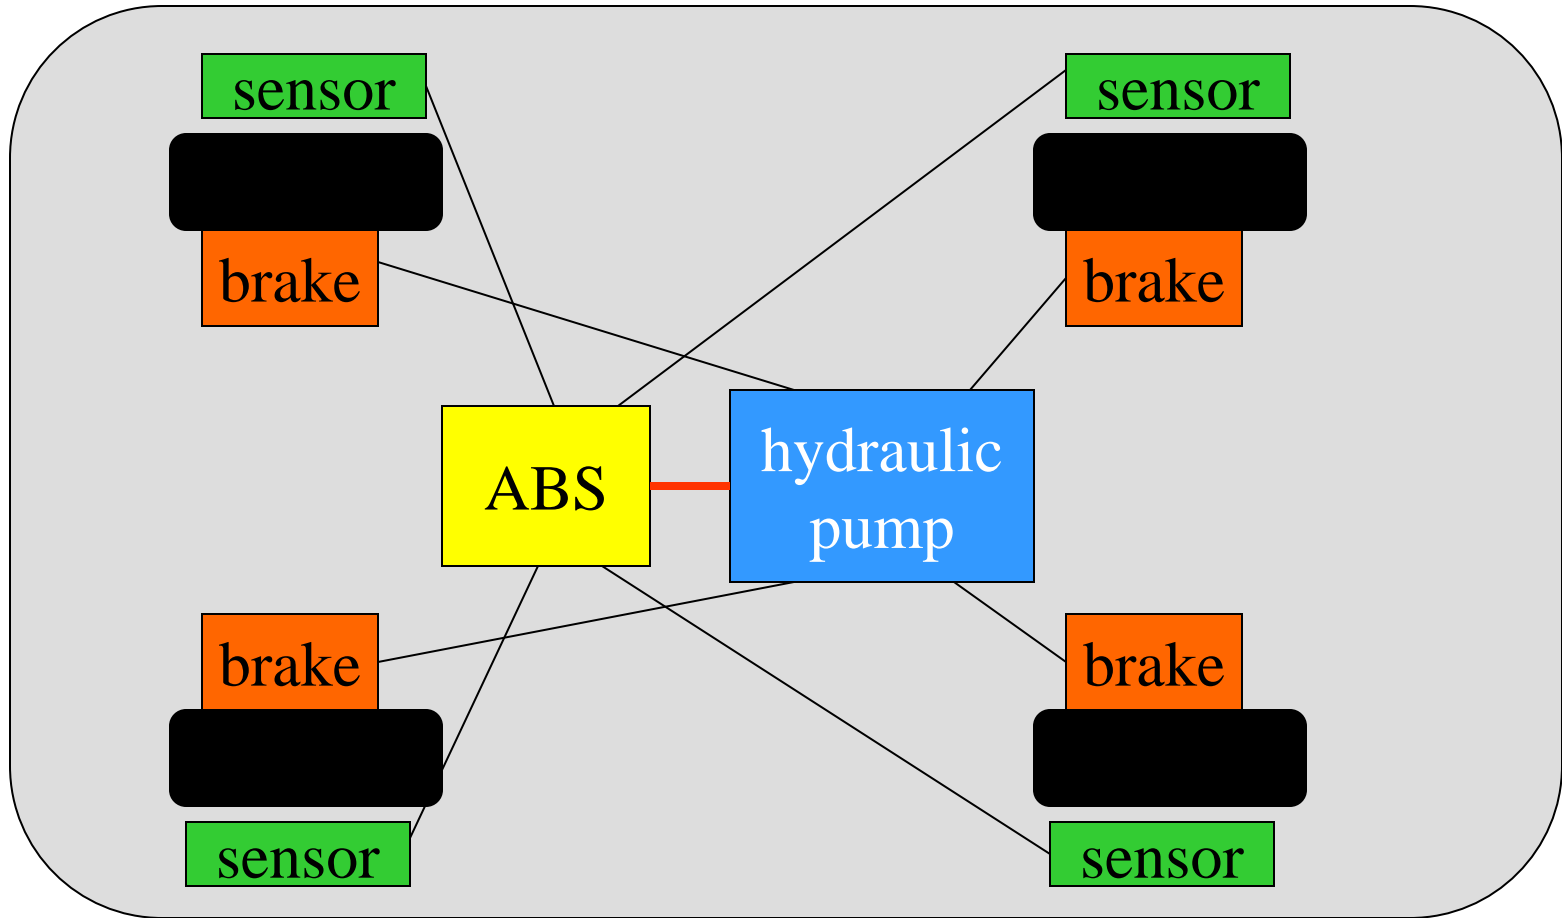 sensor
sensor
brake
brake
ABS
hydraulic
pump
brake
brake
sensor
sensor